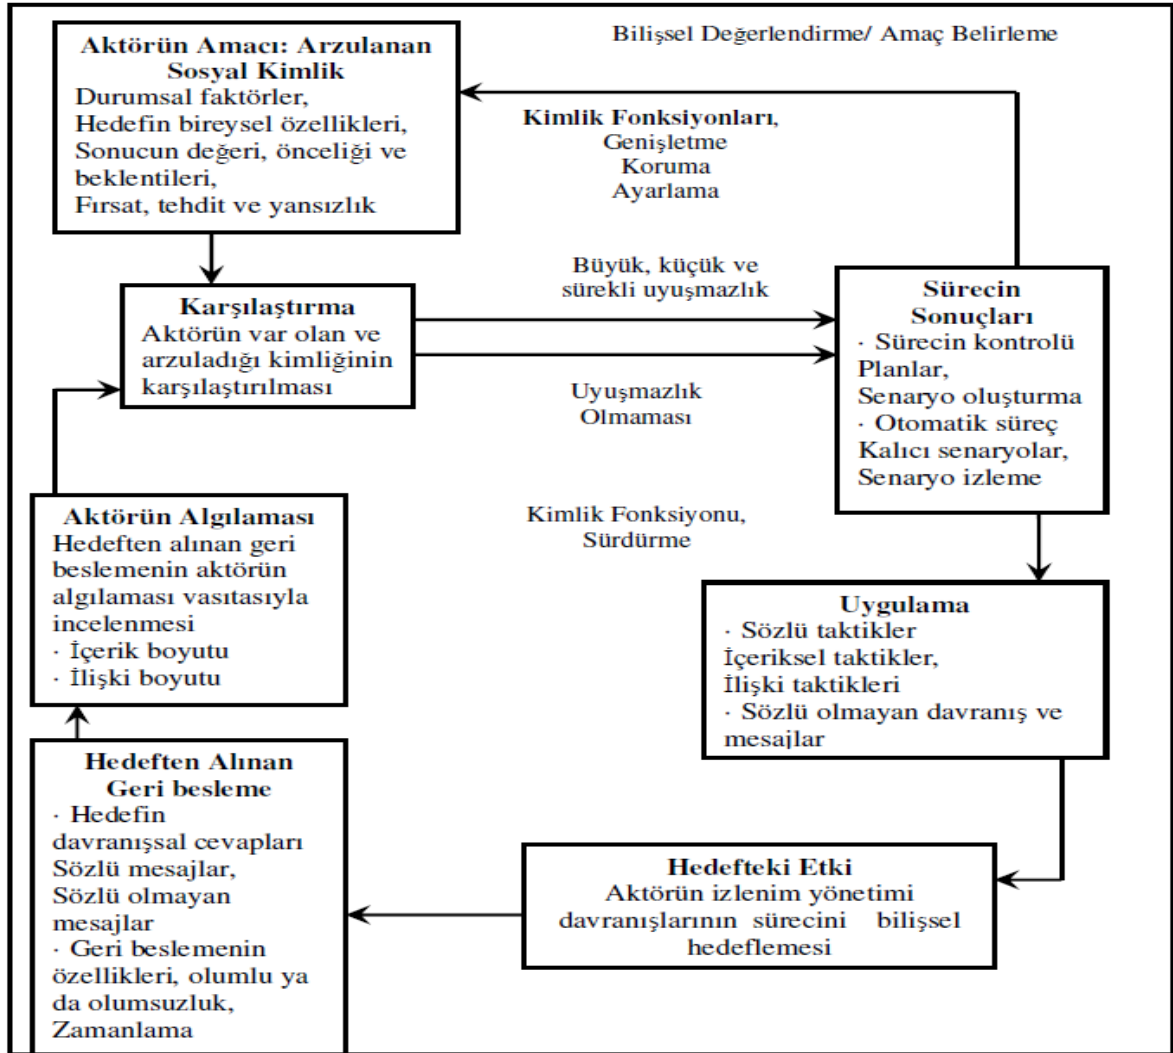 Aktörün Amacı: Arzulanan
Sosyal Kimlik
Durumsal faktörler,
Hedefin bireysel özellikleri,
Sonucun değeri, önceliği ve
beklentileri,
Fırsat, tehdit ve yansızlık
Bilişsel Değerlendirme/ Amaç Belirleme
Kimlik Fonksiyonları,
Genişletme
Koruma
Ayarlama
Karşılaştırma
Aktörün var olan ve
arzuladığı kimliğinin
karşılaştırılması
Büyük, küçük ve
sürekli uyuşmazlık
Uyuşmazlık
Olmaması
Sürecin
Sonuçları
· Sürecin kontrolü
Planlar,
Senaryo oluşturma
· Otomatik süreç
Kalıcı senaryolar,
Senaryo izleme
Kimlik Fonksiyonu,
Sürdürme
Aktörün Algılaması
Hedeften alınan geri
beslemenin aktörün
algılaması vasıtasıyla
incelenmesi
· İçerik boyutu
· İlişki boyutu
Uygulama
· Sözlü taktikler
İçeriksel taktikler,
İlişki taktikleri
· Sözlü olmayan davranış ve
mesajlar
Hedefteki Etki
Aktörün izlenim yönetimi
davranışlarının sürecini bilişsel
hedeflemesi
Hedeften Alınan
Geri besleme
· Hedefin
davranışsal cevapları
Sözlü mesajlar,
Sözlü olmayan
mesajlar
· Geri beslemenin
özellikleri, olumlu ya
da olumsuzluk,
Zamanlama